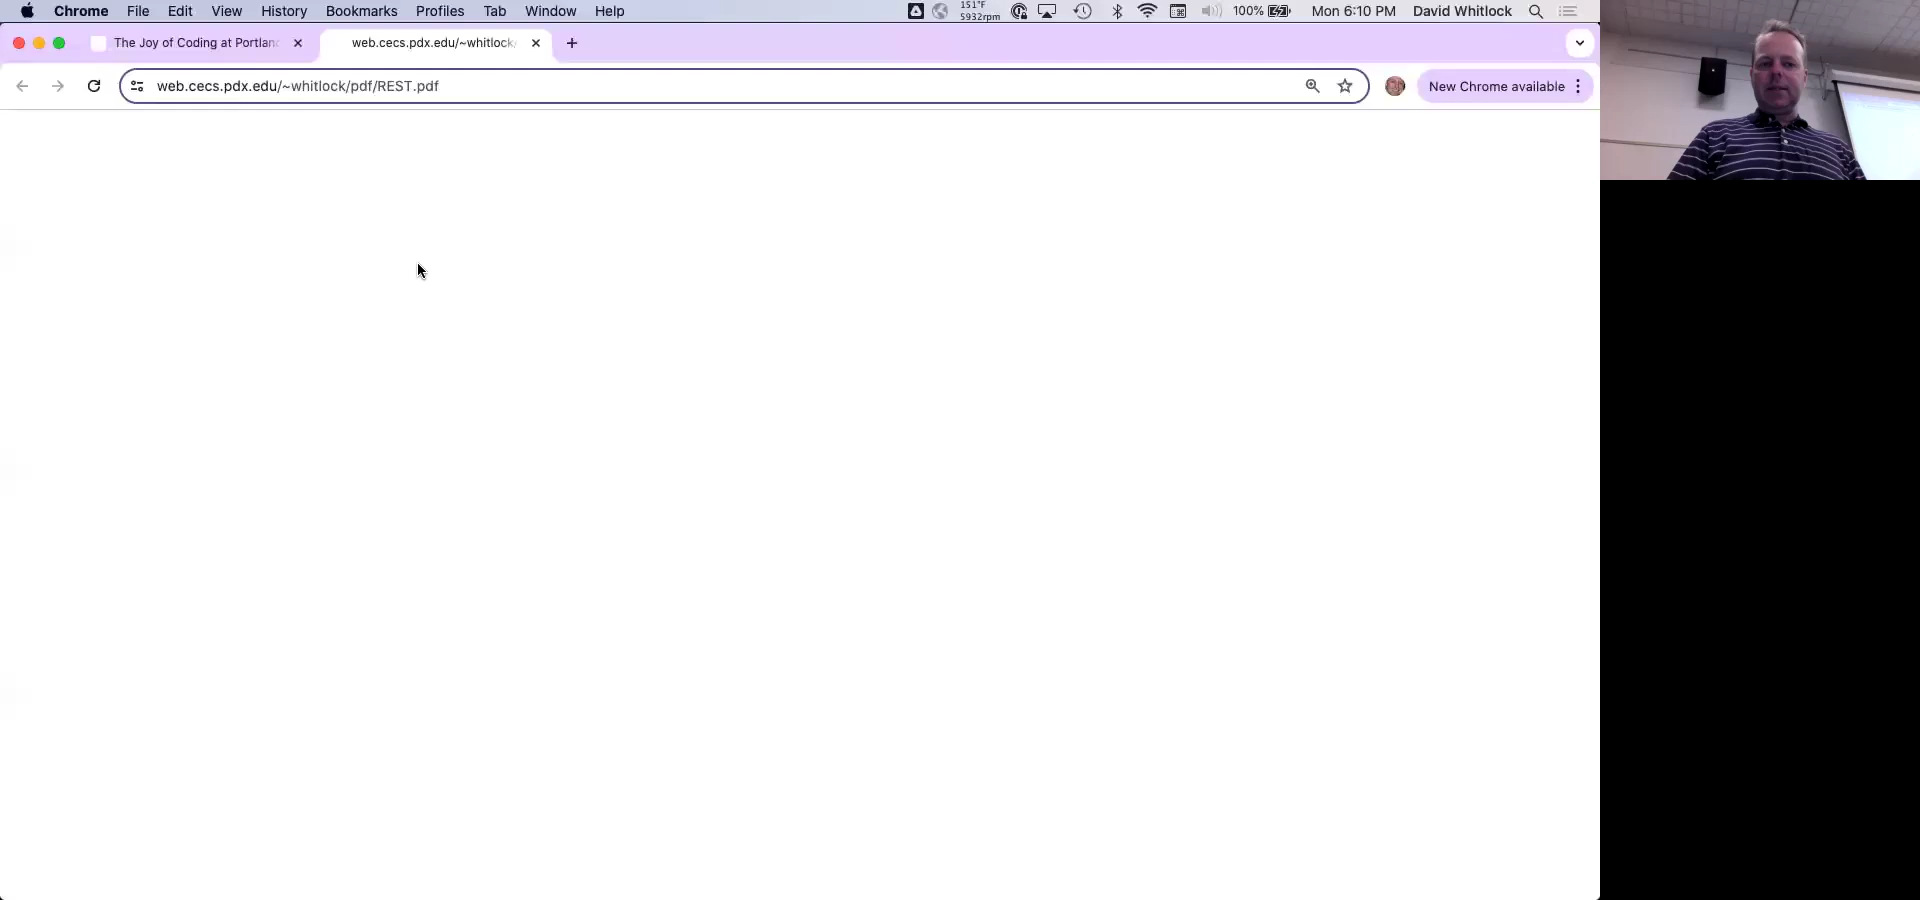 Chrome File Edit View History Bookmarks Profiles Tab Window Help 151°F 5932rpm 100% Mon 6:10 PM David Whitlock
The Joy of Coding at Portlan web.cecs.pdx.edu/~whitlock/
web.cecs.pdx.edu/~whitlock/pdf/REST.pdf New Chrome available